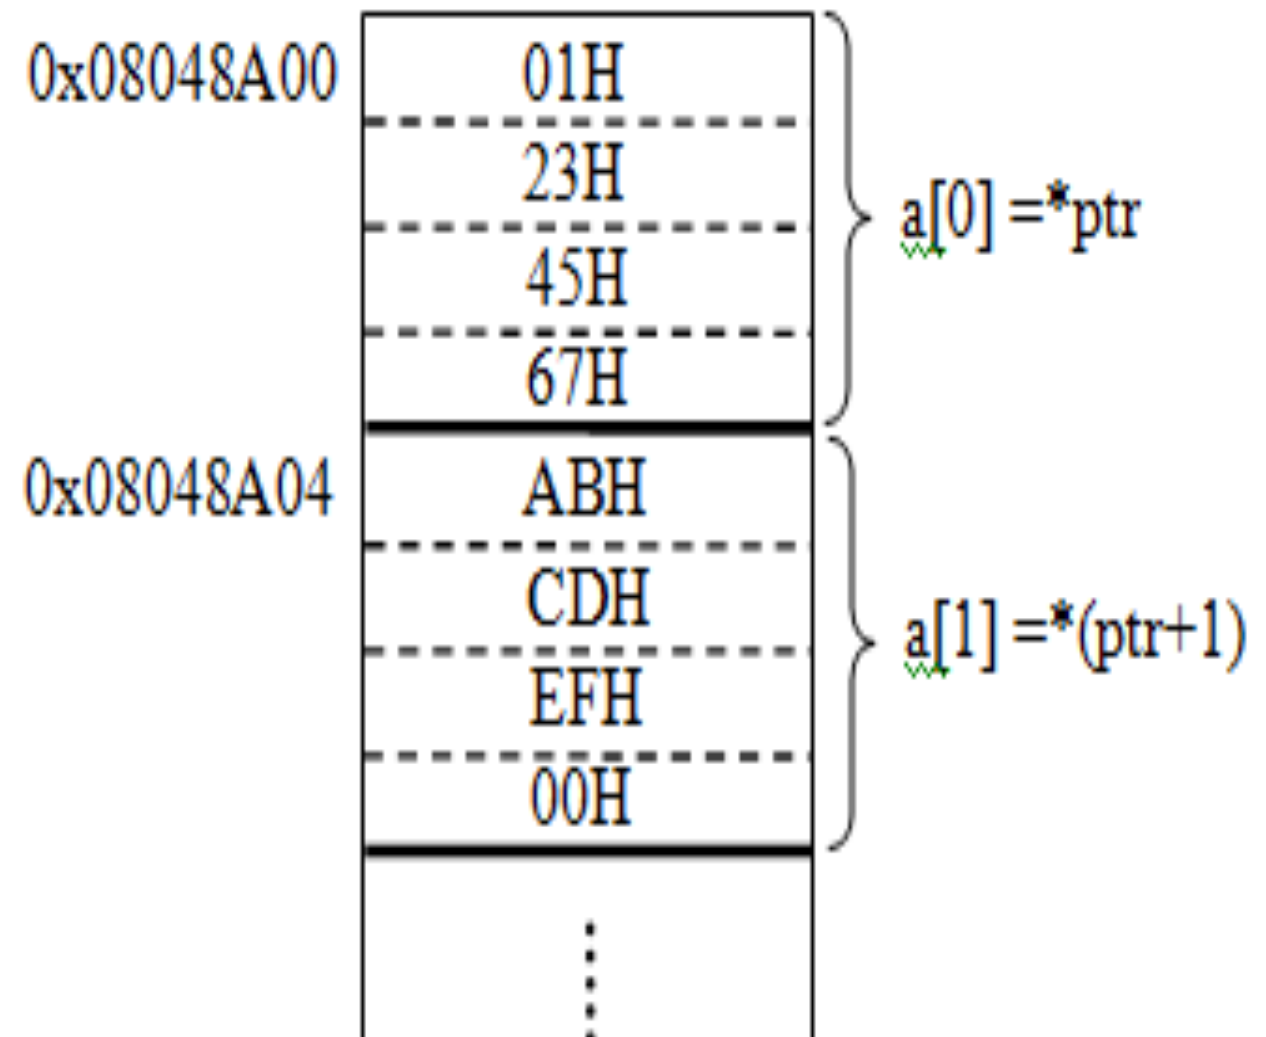 0x08048A00 01H
23H
a[0] =*ptr
45H
67H
0x08048A04 ABH
CDH
a[1] =*(ptr+1)
EFH
00H